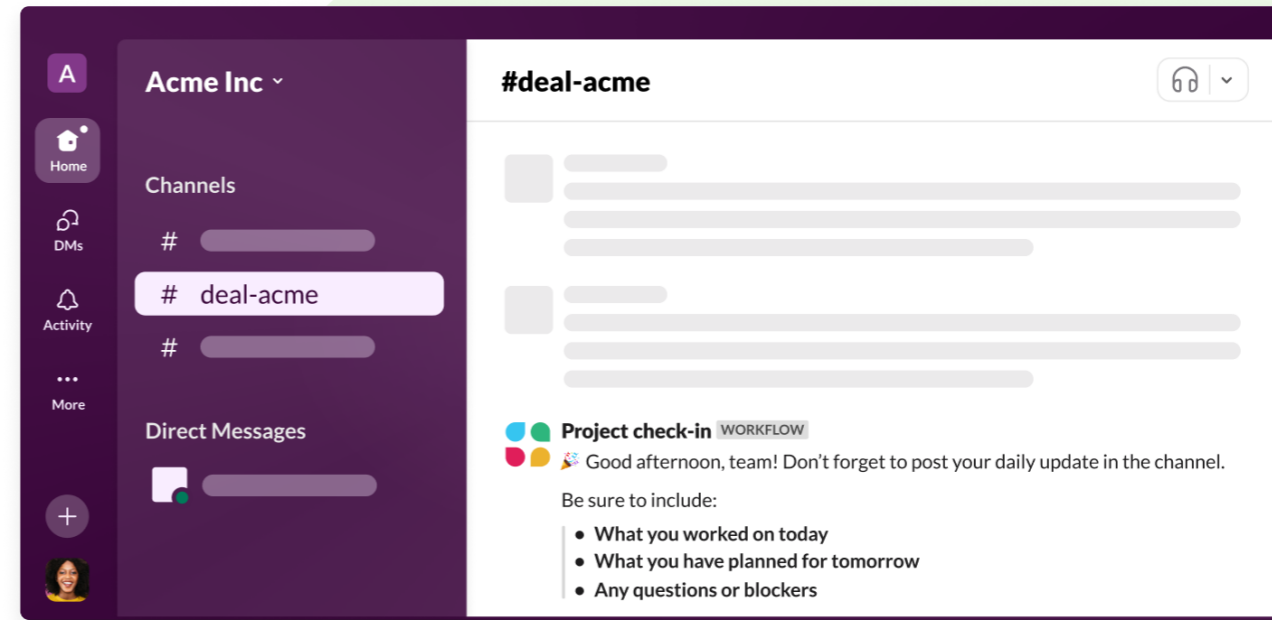 A
Home
DMs
Activity
More
Acme Inc
Channels
#
# deal-acme
#
Direct Messages
#deal-acme
Project check-in WORKFLOW
🎉 Good afternoon, team! Don’t forget to post your daily update in the channel.
Be sure to include:
• What you worked on today
• What you have planned for tomorrow
• Any questions or blockers